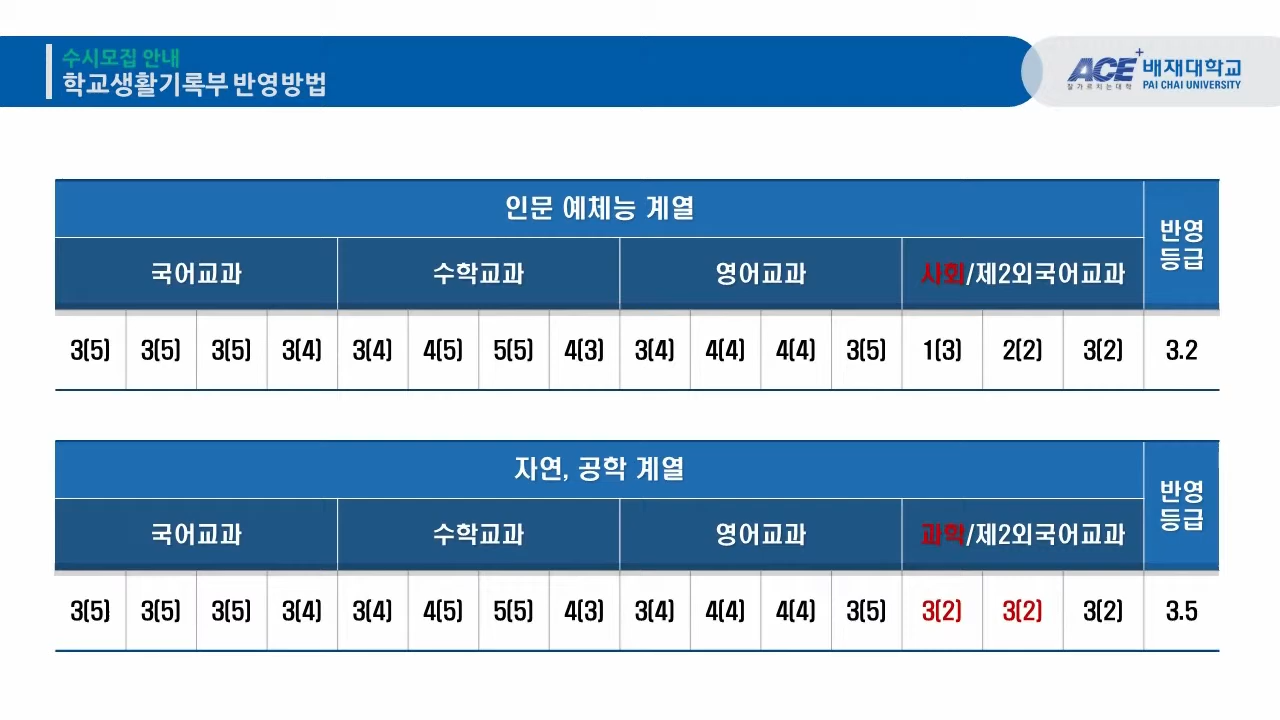 수시모집 안내
학교생활기록부 반영방법
ACE+
잘가르치는대학
배재대학교
PAI CHAI UNIVERSITY
인문 예체능 계열
반영
등급
국어교과 수학교과 영어교과 사회/제2외국어교과
3(5) 3(5) 3(5) 3(4) 3(4) 4(5) 5(5) 4(3) 3(4) 4(4) 4(4) 3(5) 1(3) 2(2) 3(2) 3.2
자연, 공학 계열
반영
등급
국어교과 수학교과 영어교과 과학/제2외국어교과
3(5) 3(5) 3(5) 3(4) 3(4) 4(5) 5(5) 4(3) 3(4) 4(4) 4(4) 3(5) 3(2) 3(2) 3(2) 3.5